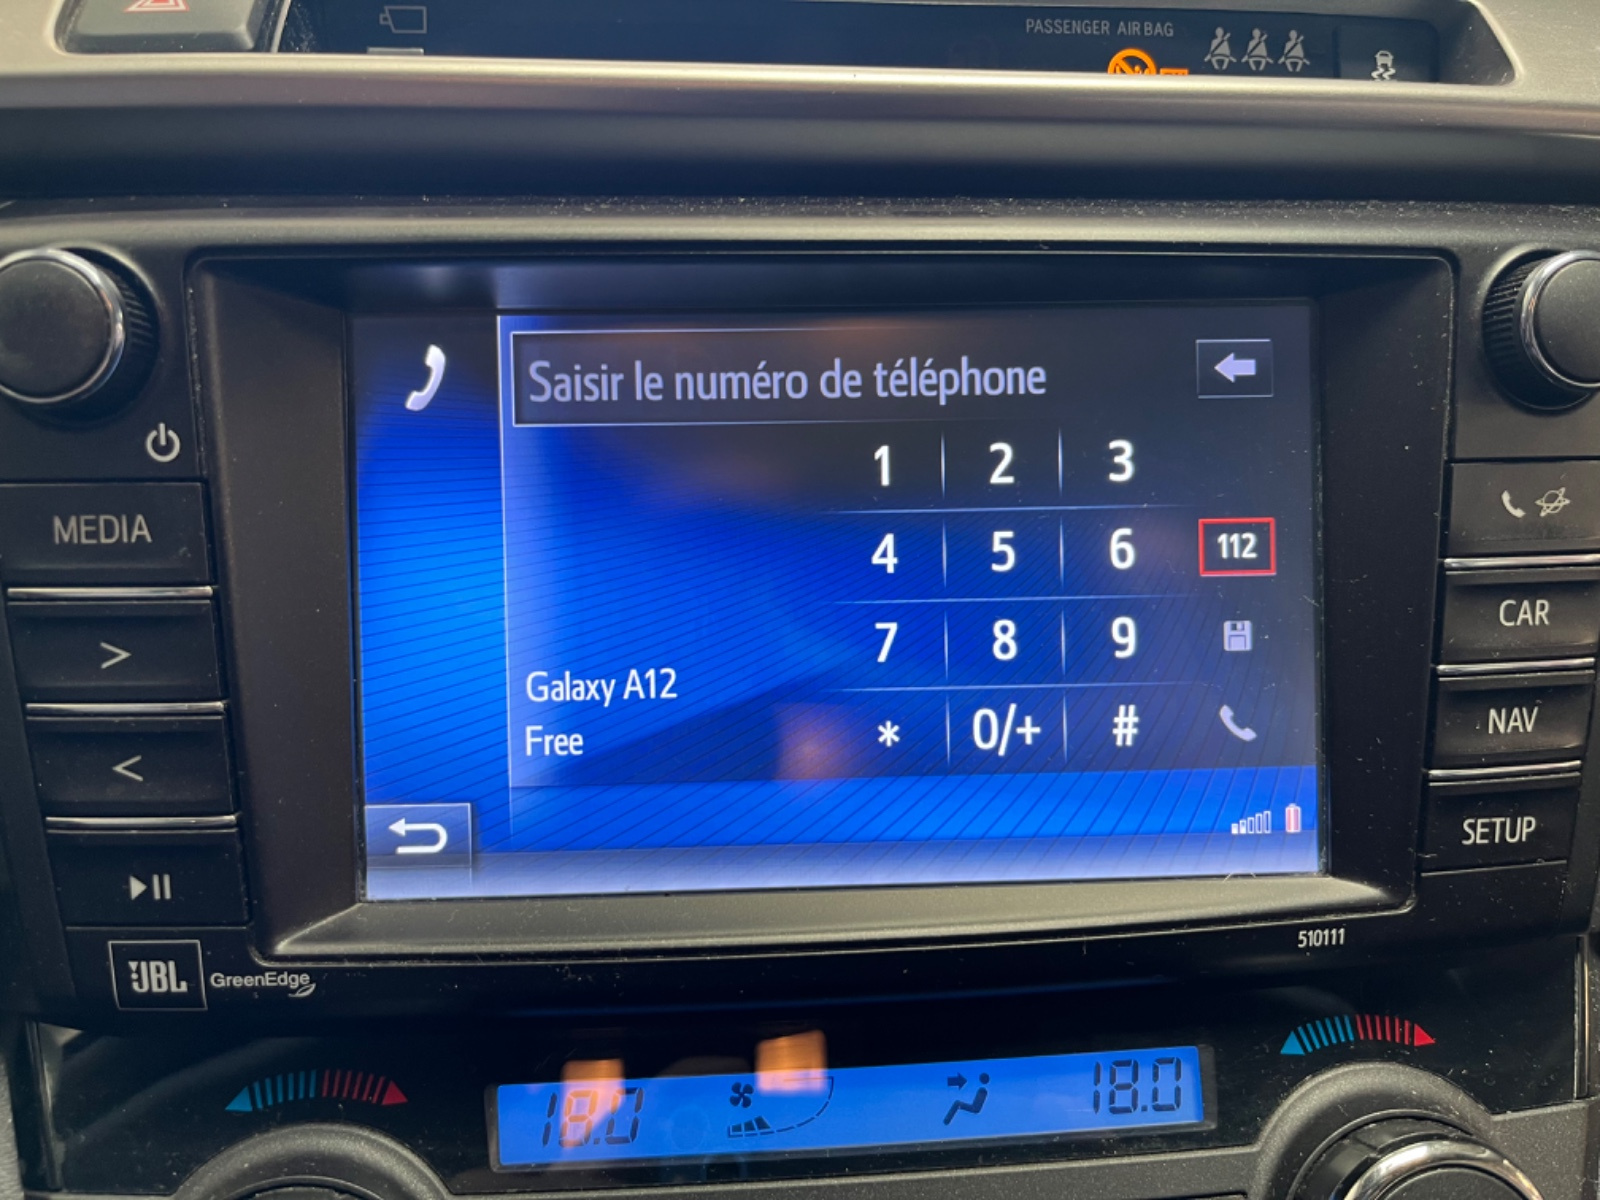 PASSENGER AIR BAG
Saisir le numéro de téléphone
1 2 3
4 5 6 112
7 8 9
Galaxy A12
* 0/+ #
Free
MEDIA
>
<
CAR
NAV
SETUP
510111
JBL GreenEdge
18.0 18.0